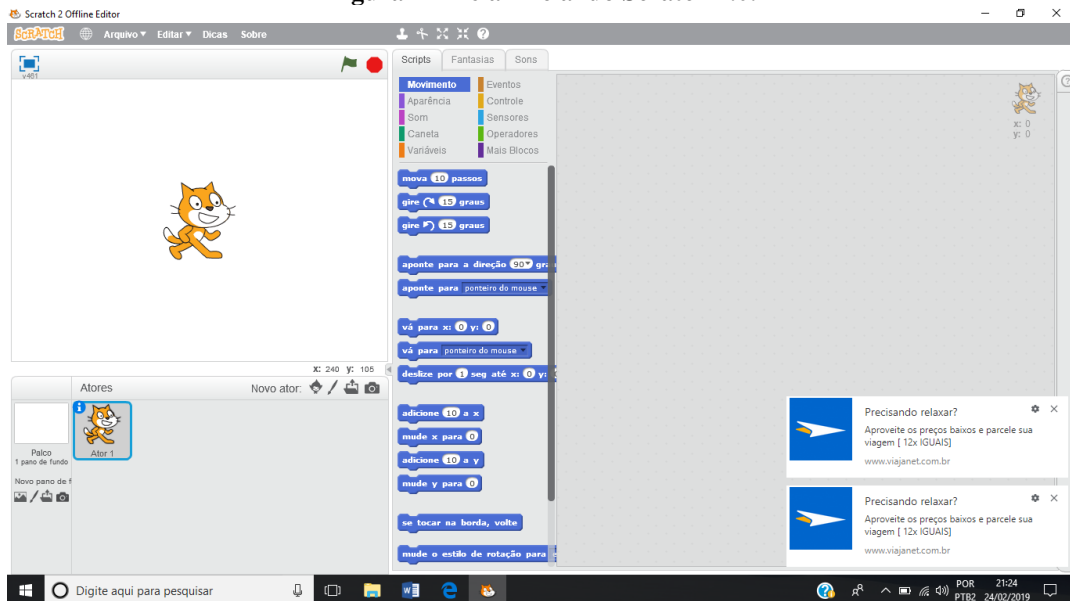 Scratch 2 Offline Editor
SCRATCH Arquivo Editar Dicas Sobre
v461
Scripts Fantasias Sons
Movimento Eventos
Aparência Controle
Som Sensores
Caneta Operadores
Variáveis Mais Blocos
mova 10 passos
gire 15 graus
gire 15 graus
aponte para a direção 90
aponte para ponteiro do mouse
vá para x: 0 y: 0
vá para ponteiro do mouse
deslize por 1 seg até x: 0 y:
adicione 10 a x
mude x para 0
adicione 10 a y
mude y para 0
se tocar na borda, volte
mude o estilo de rotação para
x: 0
y: 0
X: 240 y: 105
Atores Novo ator:
Palco
1 pano de fundo
Ator 1
Novo pano de f
Precisando relaxar?
Aproveite os preços baixos e parcele sua
viagem [ 12x IGUAIS]
www.viajanet.com.br
Precisando relaxar?
Aproveite os preços baixos e parcele sua
viagem [ 12x IGUAIS]
www.viajanet.com.br
Digite aqui para pesquisar
POR 21:24
PTB2 24/02/2019